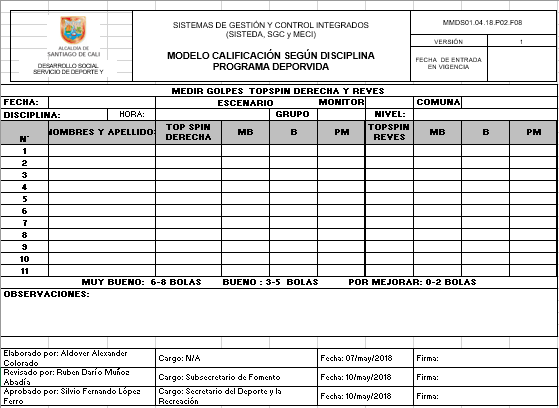 ALCALDIA DE
SANTIAGO DE CALI
DESARROLLO SOCIAL
SERVICIO DE DEPORTE Y
SISTEMAS DE GESTIÓN Y CONTROL INTEGRADOS
(SISTEDA, SGC y MECI)
MODELO CALIFICACIÓN SEGÚN DISCIPLINA
PROGRAMA DEPORVIDA
MMDS01.04.18.P02.F08
VERSIÓN 1
FECHA DE ENTRADA
EN VIGENCIA
MEDIR GOLPES TOPSPIN DERECHA Y REVES
FECHA: ESCENARIO MONITOR COMUNA
DISCIPLINA: HORA: GRUPO NIVEL:
N° NOMBRES Y APELLIDOS TOP SPIN DERECHA MB B PM TOPSPIN REVES MB B PM
1
2
3
4
5
6
7
8
9
10
11
MUY BUENO: 6-8 BOLAS BUENO : 3-5 BOLAS POR MEJORAR: 0-2 BOLAS
OBSERVACIONES:
Elaborado por: Aldover Alexander Colorado Cargo: N/A Fecha: 07/may/2018 Firma:
Revisado por: Ruben Darío Muñoz Abadía Cargo: Subsecretario de Fomento Fecha: 10/may/2018 Firma:
Aprobado por: Silvio Fernando López Ferro Cargo: Secretario del Deporte y la Recreación Fecha: 10/may/2018 Firma: